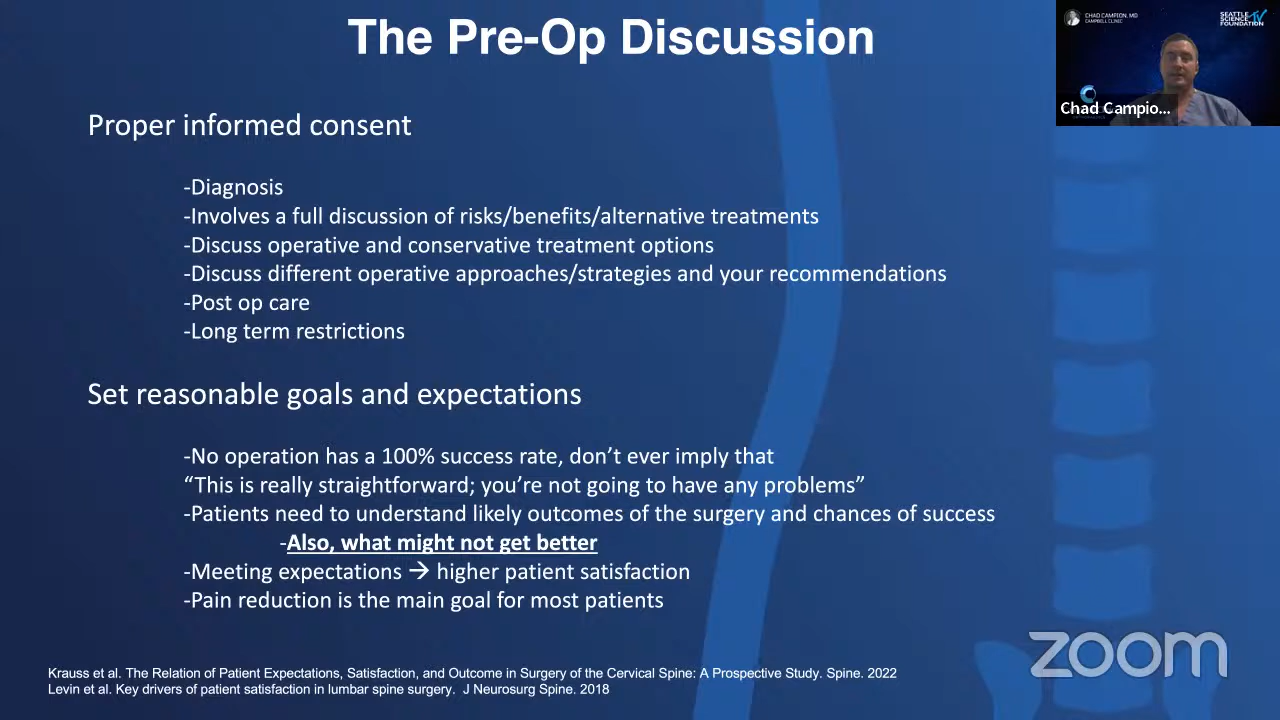 The Pre-Op Discussion
CHAD CAMPION, MD
CAMPBELL CLINIC
SEATTLE
SCIENCE
FOUNDATION
TV
Chad Campio...
Proper informed consent
-Diagnosis
-Involves a full discussion of risks/benefits/alternative treatments
-Discuss operative and conservative treatment options
-Discuss different operative approaches/strategies and your recommendations
-Post op care
-Long term restrictions
Set reasonable goals and expectations
-No operation has a 100% success rate, don’t ever imply that
“This is really straightforward; you’re not going to have any problems”
-Patients need to understand likely outcomes of the surgery and chances of success
-Also, what might not get better
-Meeting expectations → higher patient satisfaction
-Pain reduction is the main goal for most patients
Krauss et al. The Relation of Patient Expectations, Satisfaction, and Outcome in Surgery of the Cervical Spine: A Prospective Study. Spine. 2022
Levin et al. Key drivers of patient satisfaction in lumbar spine surgery.  J Neurosurg Spine. 2018
zoom